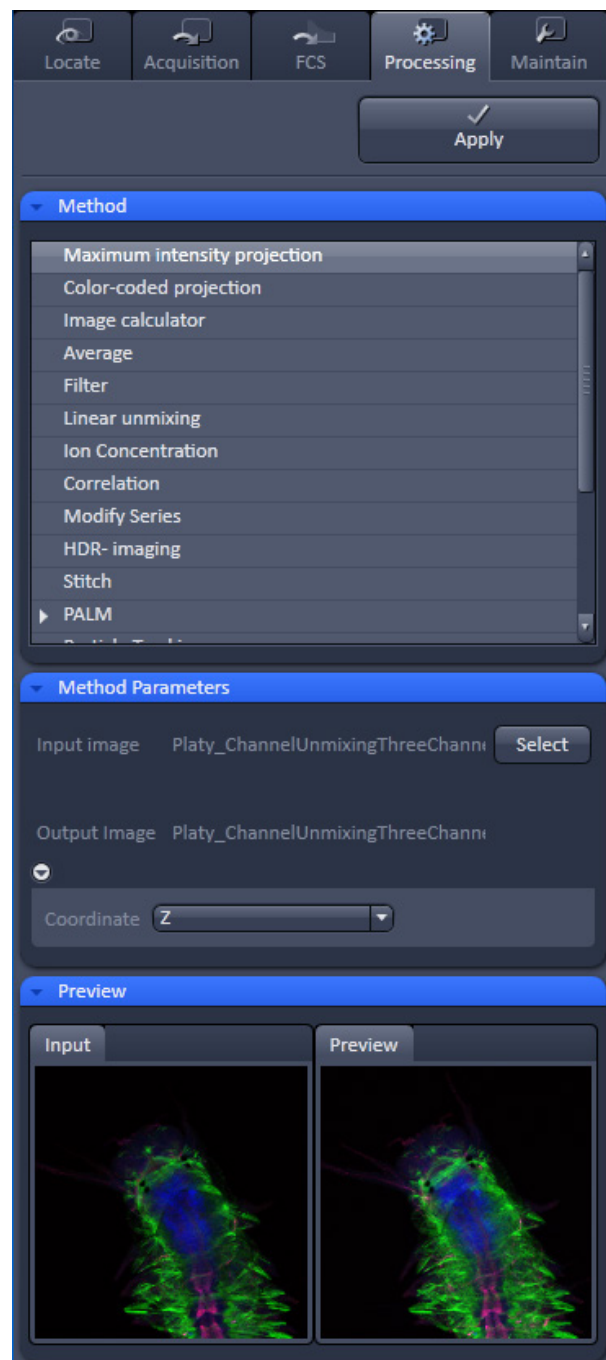 Locate Acquisition FCS Processing Maintain
Apply
Method
Maximum intensity projection
Color-coded projection
Image calculator
Average
Filter
Linear unmixing
Ion Concentration
Correlation
Modify Series
HDR- imaging
Stitch
PALM
Method Parameters
Input image Platy_ChannelUnmixingThreeChanne Select
Output Image Platy_ChannelUnmixingThreeChanne
Coordinate Z
Preview
Input Preview